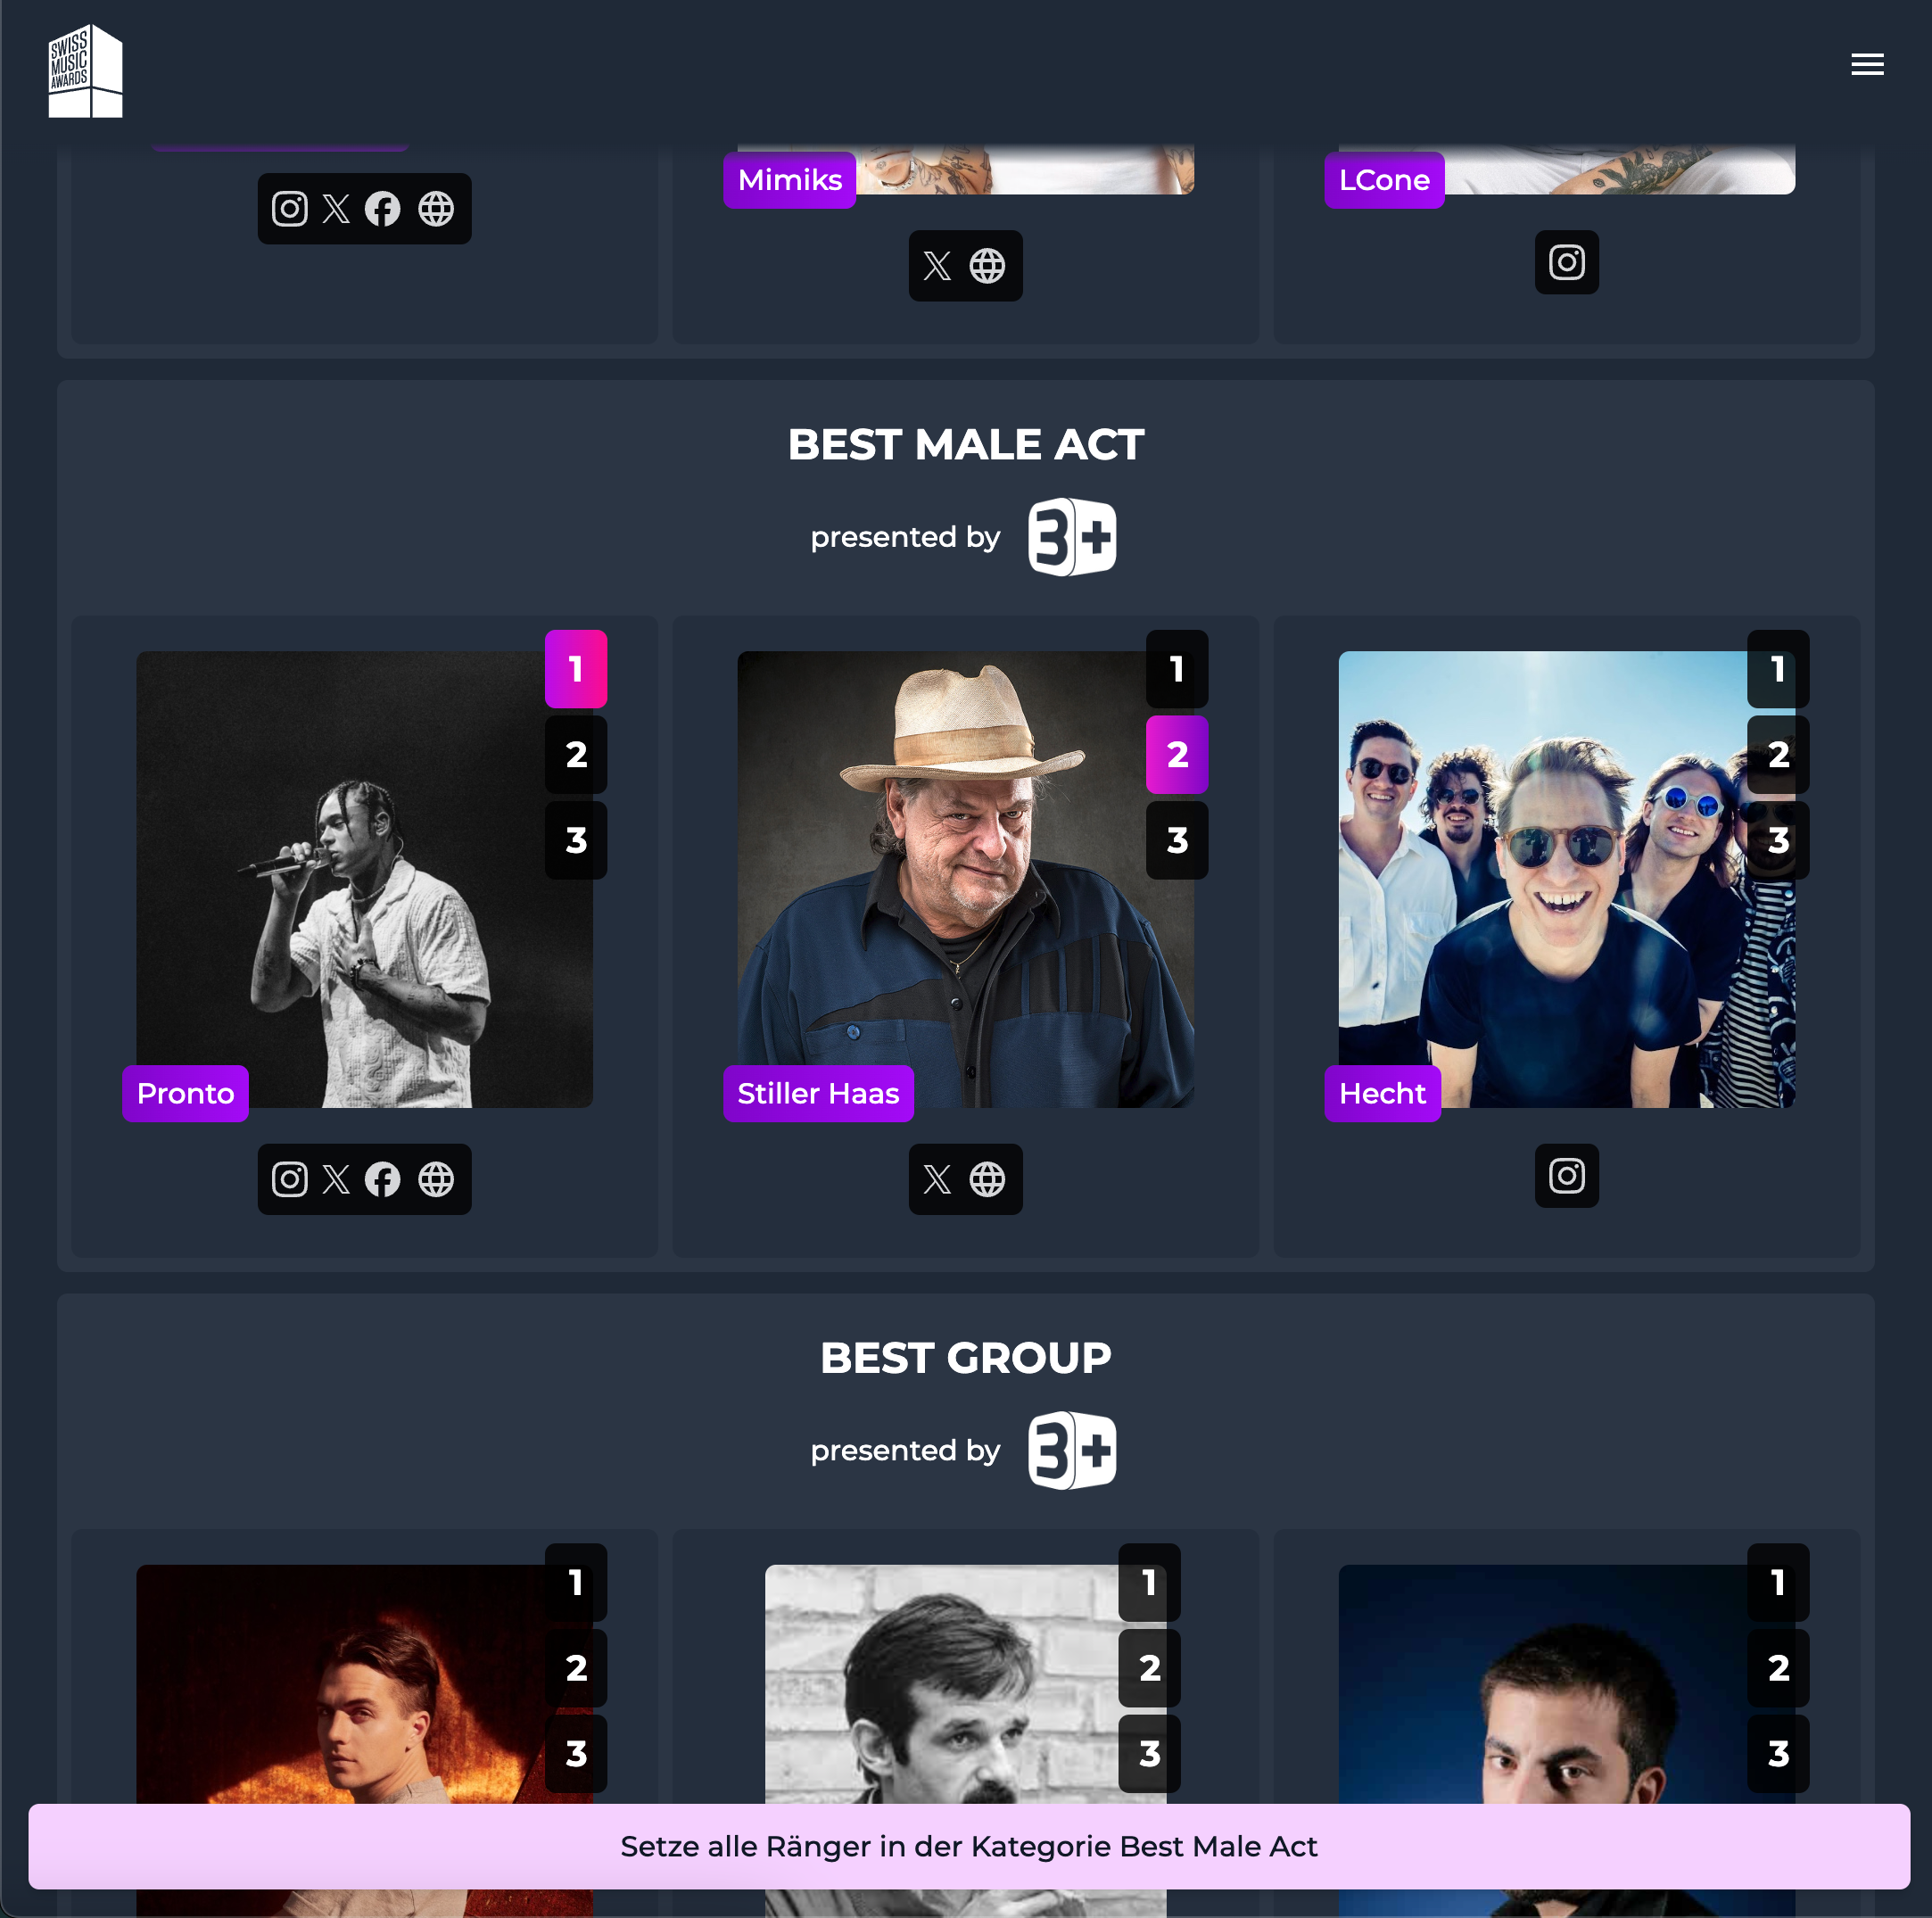 SWISS
MUSIC
AWARDS
Mimiks
LCone
BEST MALE ACT
presented by 3+
1
2
3
Pronto
1
2
3
Stiller Haas
1
2
3
Hecht
BEST GROUP
presented by 3+
1
2
3
1
2
3
1
2
3
Setze alle Ränger in der Kategorie Best Male Act